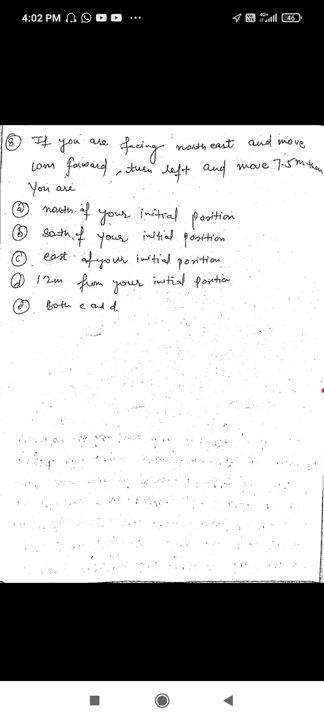 4:02 PM
46
8 If you are facing north east and move
10m forward, turn left and move 7.5m then
You are
a north of your initial position
b south of your initial position
c east of your initial position
d 12m from your initial position
e Both c and d